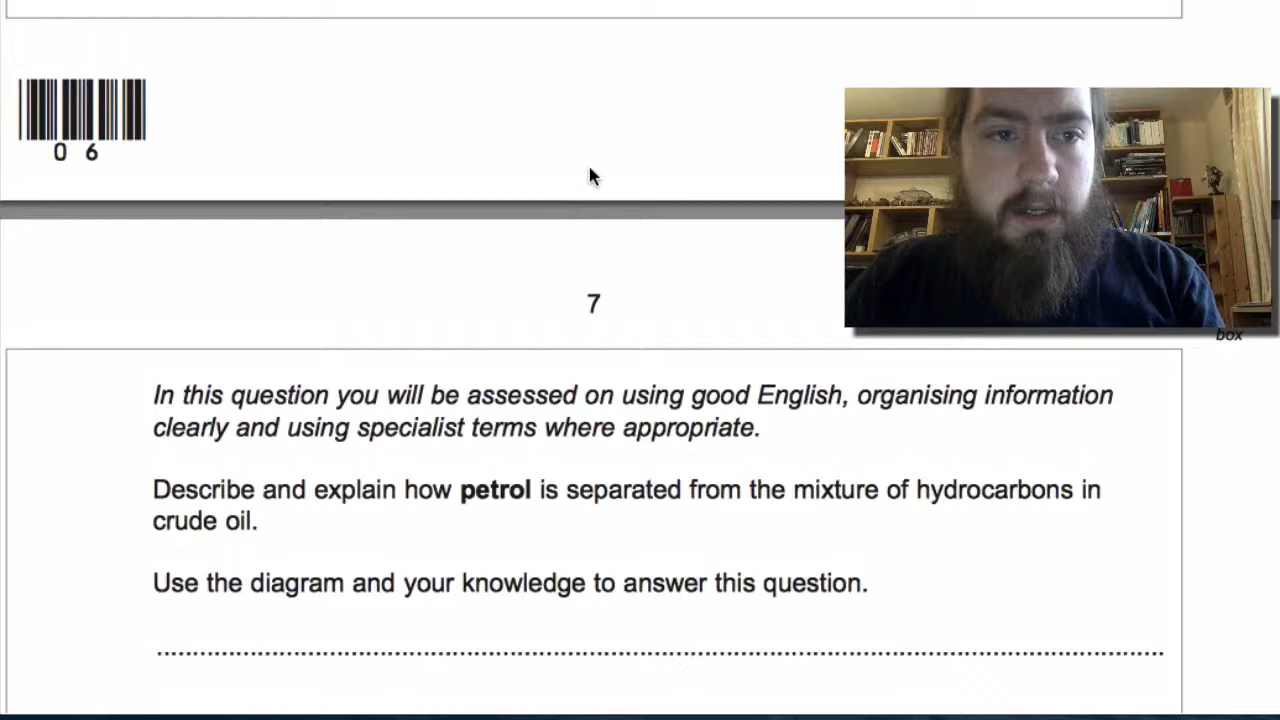 0 6
7
box
In this question you will be assessed on using good English, organising information
clearly and using specialist terms where appropriate.
Describe and explain how petrol is separated from the mixture of hydrocarbons in
crude oil.
Use the diagram and your knowledge to answer this question.